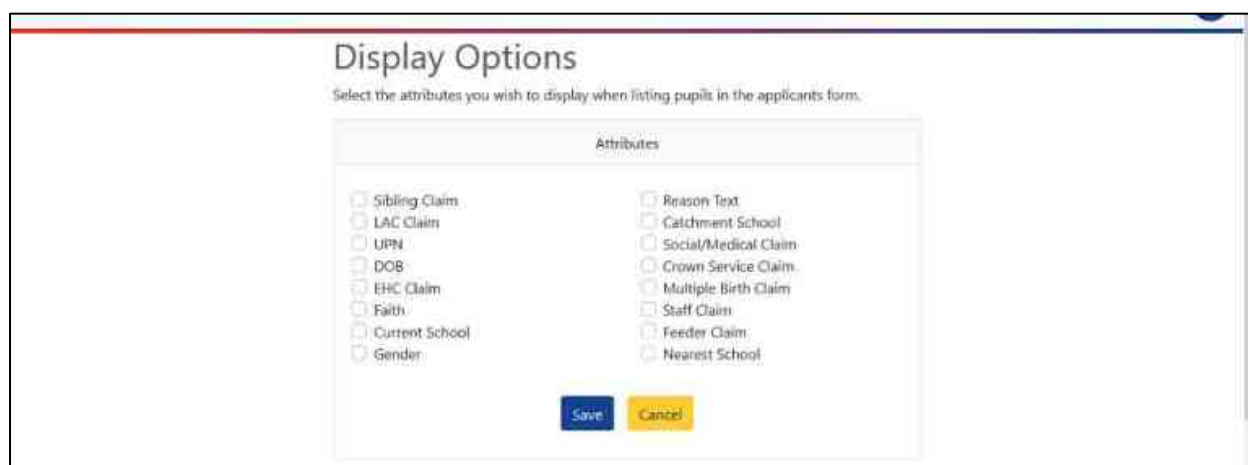 Display Options
Select the attributes you wish to display when listing pupils in the applicants form.
Attributes
Sibling Claim
LAC Claim
UPN
DOB
EHC Claim
Faith
Current School
Gender
Reason Text
Catchment School
Social/Medical Claim
Crown Service Claim
Multiple Birth Claim
Staff Claim
Feeder Claim
Nearest School
Save
Cancel